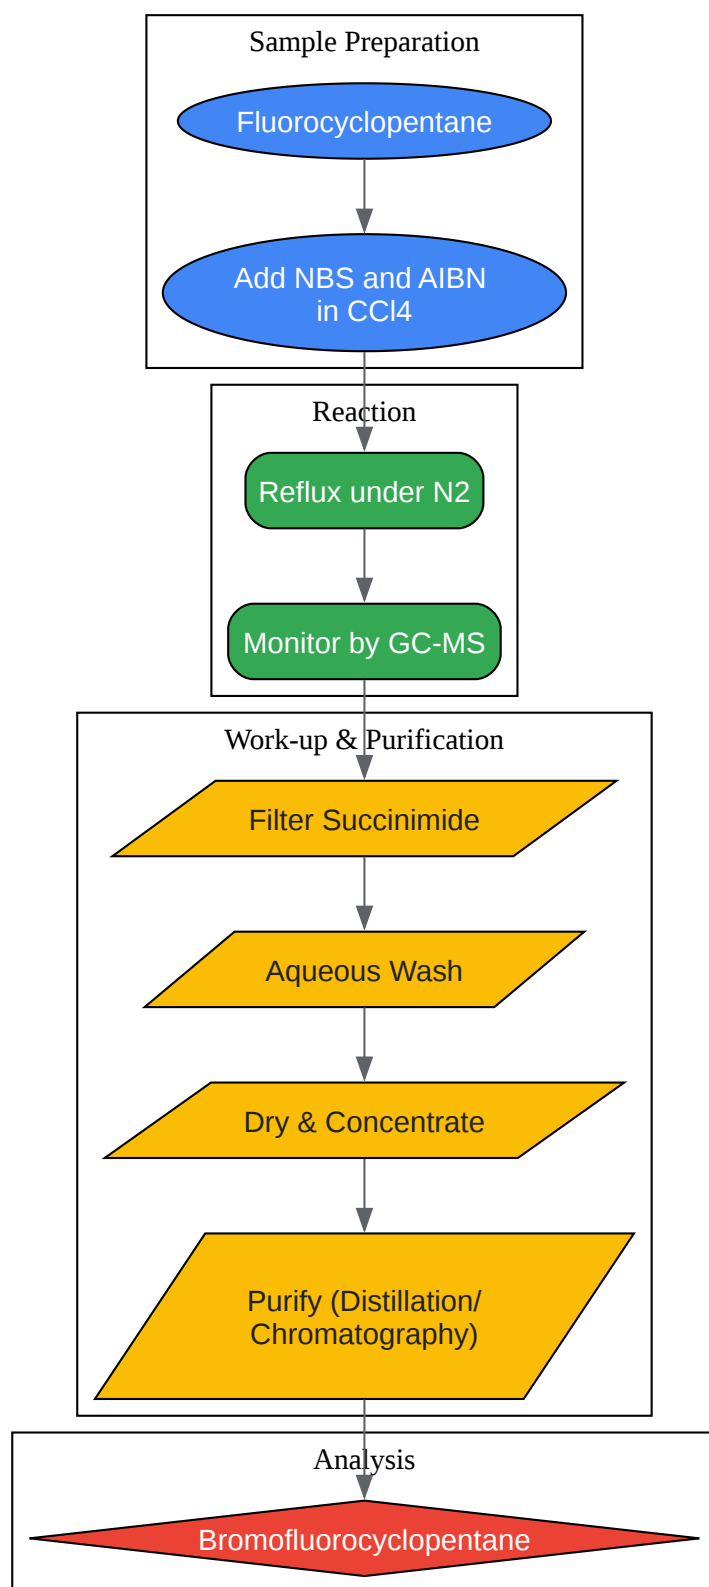 Sample Preparation
Fluorocyclopentane
Add NBS and AIBN
in CCl4
Reaction
Reflux under N2
Monitor by GC-MS
Work-up & Purification
Filter Succinimide
Aqueous Wash
Dry & Concentrate
Purify (Distillation/
Chromatography)
Analysis
Bromofluorocyclopentane